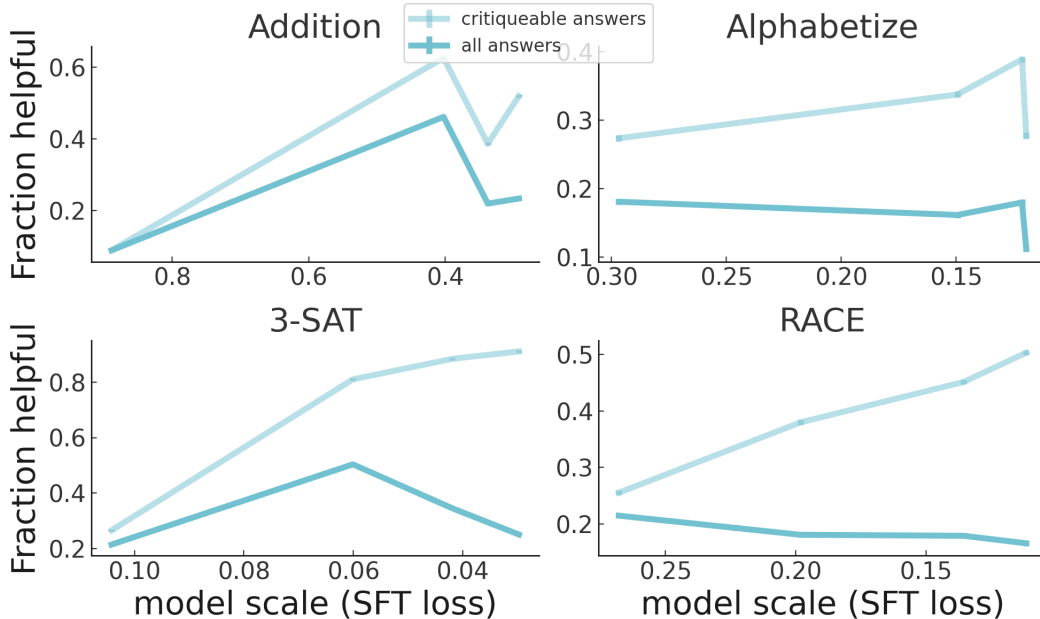 Addition
critiqueable answers
all answers
Alphabetize
Fraction helpful
0.6
0.4
0.2
0.8
0.6
0.4
0.4
0.3
0.2
0.1
0.30
0.25
0.20
0.15
3-SAT
RACE
Fraction helpful
0.8
0.6
0.4
0.2
0.10
0.08
0.06
0.04
model scale (SFT loss)
0.5
0.4
0.3
0.2
0.25
0.20
0.15
model scale (SFT loss)